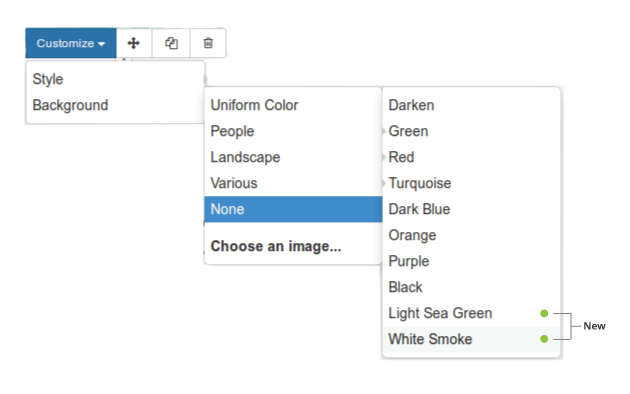 Customize
Style
Background
Uniform Color
People
Landscape
Various
None
Choose an image...
Darken
Green
Red
Turquoise
Dark Blue
Orange
Purple
Black
Light Sea Green
White Smoke
New